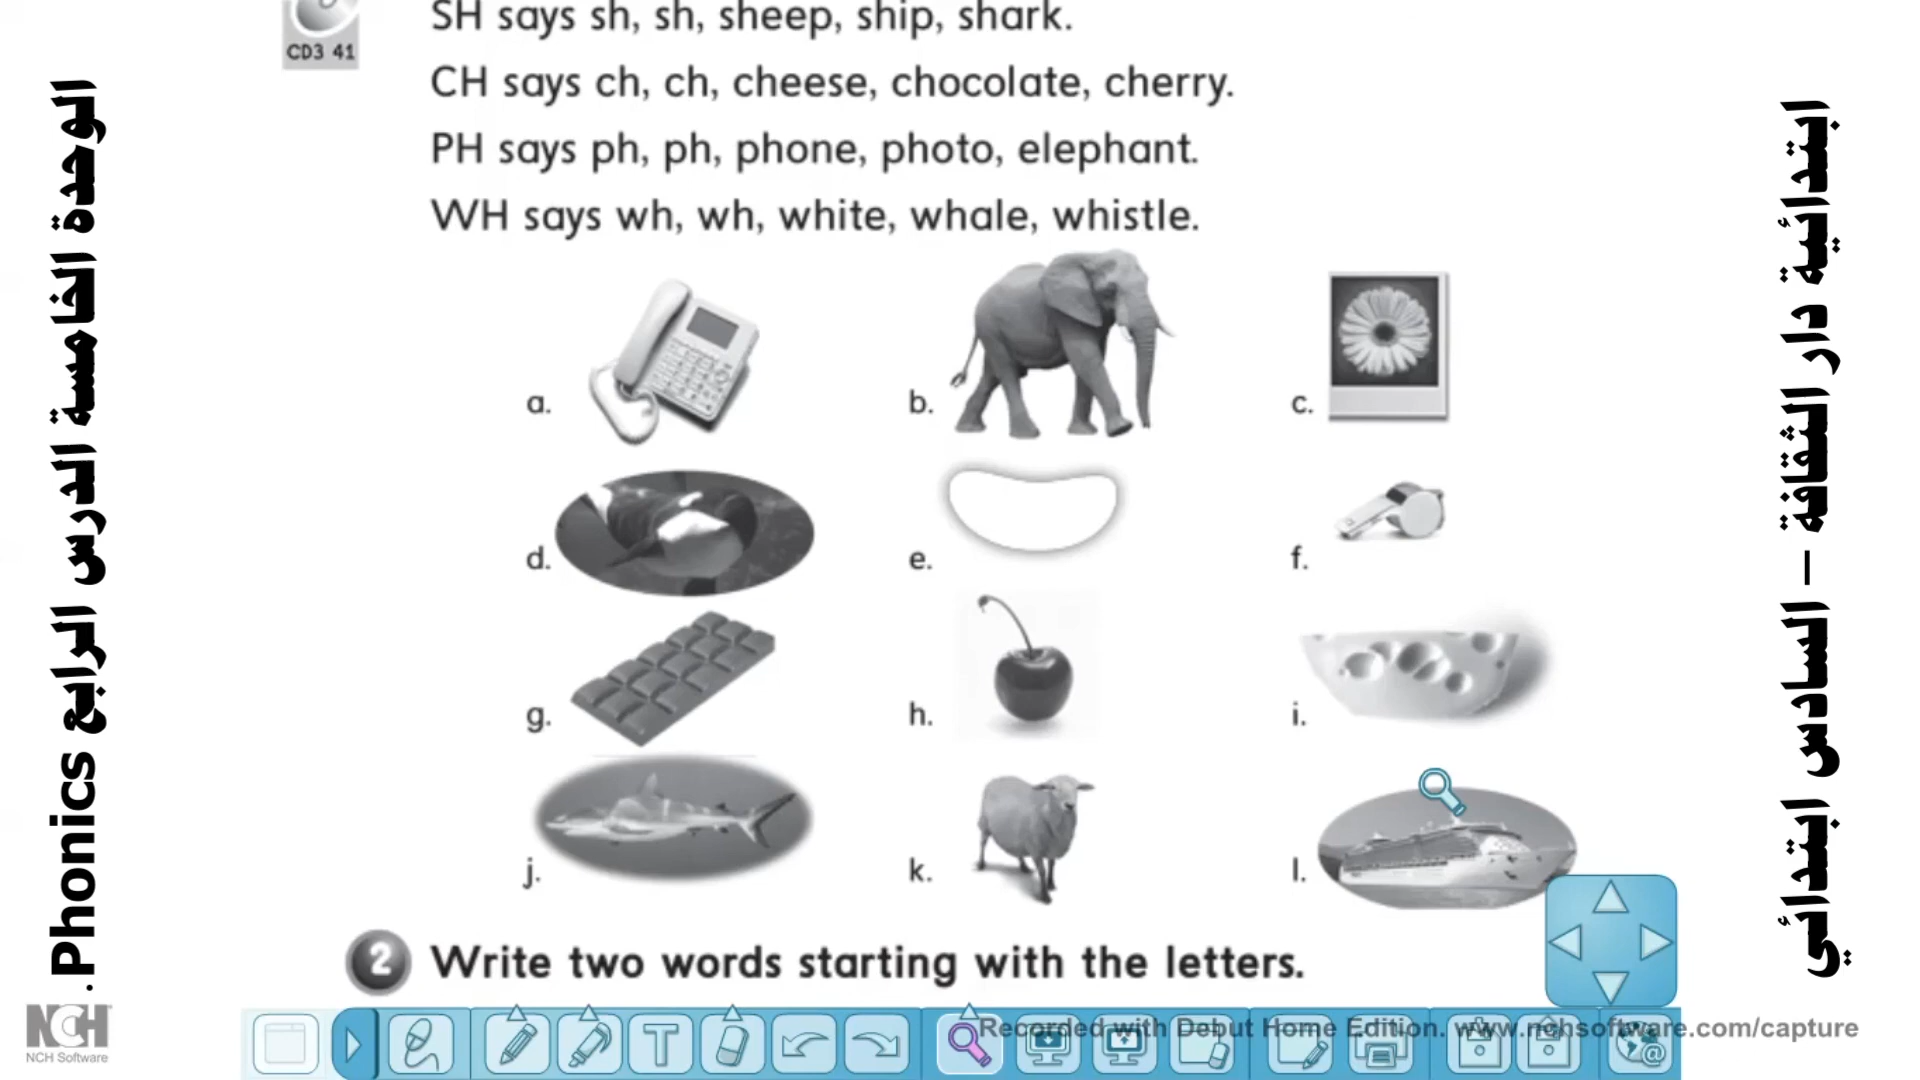 SH says sh, sh, sheep, ship, shark.
CD3 41
CH says ch, ch, cheese, chocolate, cherry.
PH says ph, ph, phone, photo, elephant.
WH says wh, wh, white, whale, whistle.
a.
b.
c.
d.
e.
f.
g.
h.
i.
j.
k.
l.
2 Write two words starting with the letters.
الوحدة الخامسة الدرس الرابع Phonics.
ابتدائية دار الثقافة – السادس ابتدائي
NCH
NCH Software
T
@
Recorded with Debut Home Edition. www.nchsoftware.com/capture